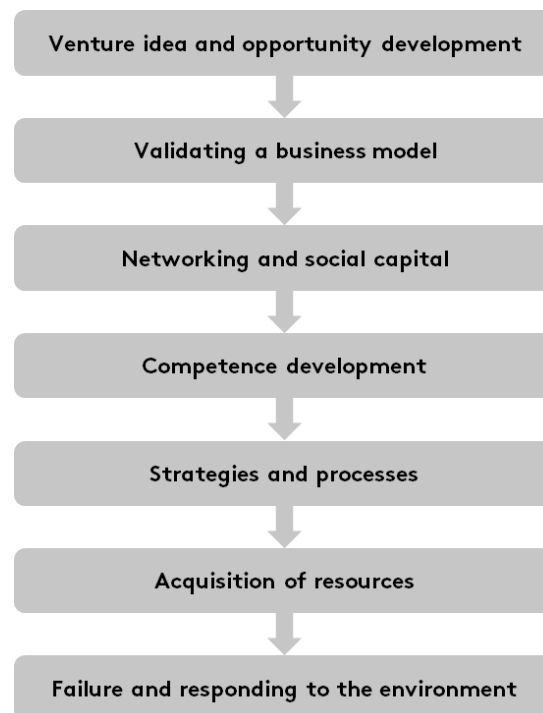 Venture idea and opportunity development
Validating a business model
Networking and social capital
Competence development
Strategies and processes
Acquisition of resources
Failure and responding to the environment